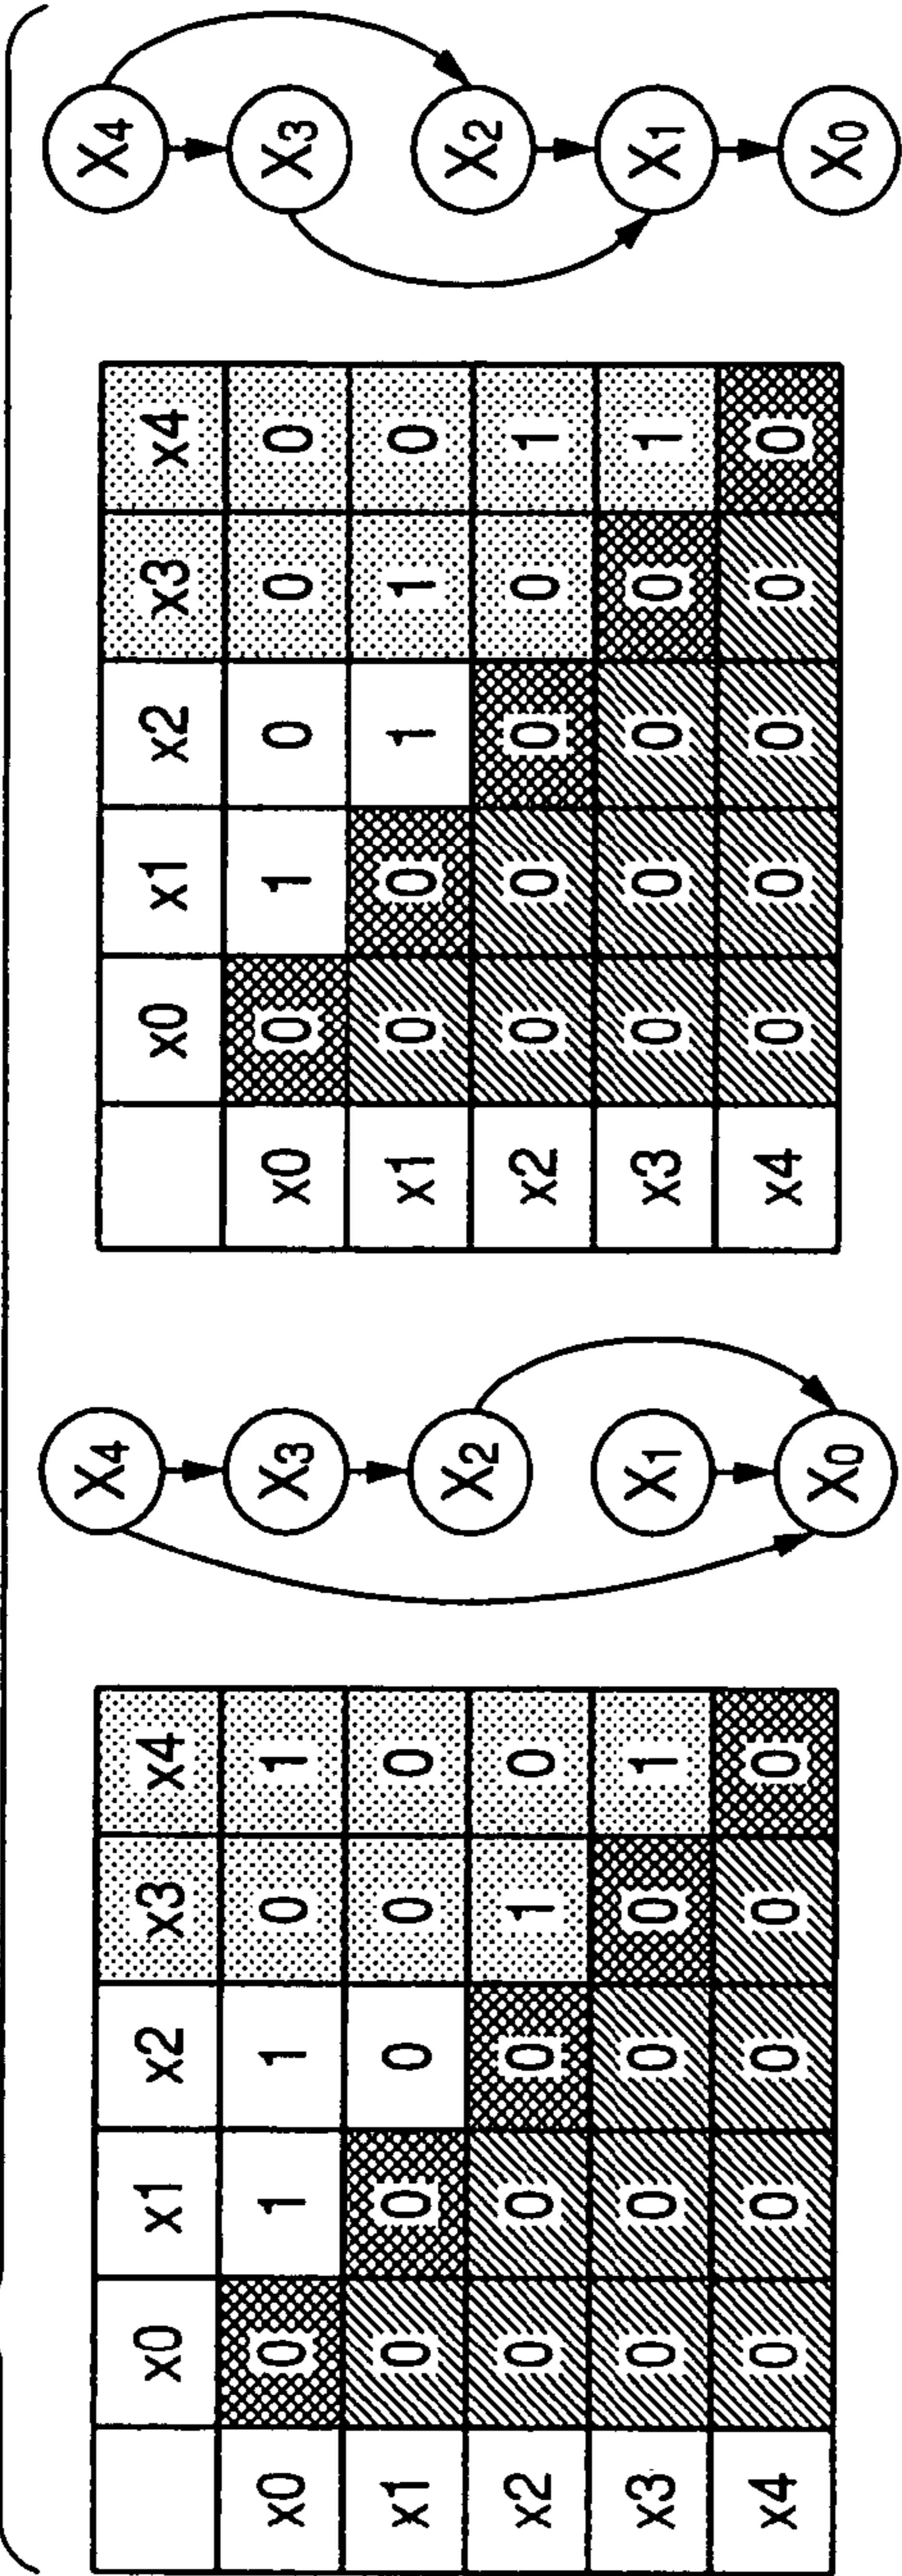 x0 x1 x2 x3 x4
x0 0 1 1 0 1
x1 0 0 0 0 0
x2 0 0 0 1 0
x3 0 0 0 0 1
x4 0 0 0 0 0
X4
X3
X2
X1
X0
x0 x1 x2 x3 x4
x0 0 1 0 0 0
x1 0 0 1 1 0
x2 0 0 0 0 1
x3 0 0 0 0 1
x4 0 0 0 0 0
X4
X3
X2
X1
X0